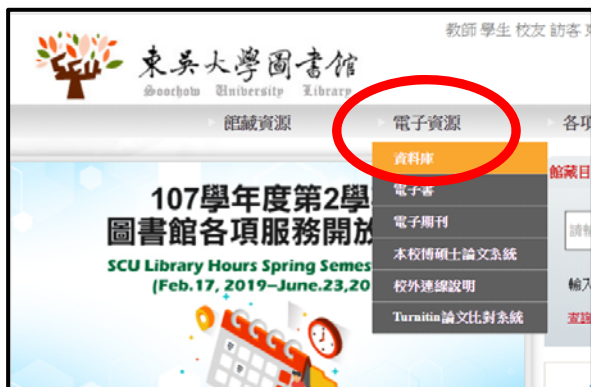 教師 學生 校友 訪客
SCU
東吳大學圖書館
Soochow University Library
館藏資源
電子資源
各項
資料庫
電子書
電子期刊
本校博碩士論文系統
校外連線說明
Turnitin論文比對系統
館藏目
請輸
輸入
查詢
107學年度第2學
圖書館各項服務開放
SCU Library Hours Spring Semes
(Feb.17, 2019–June.23,20